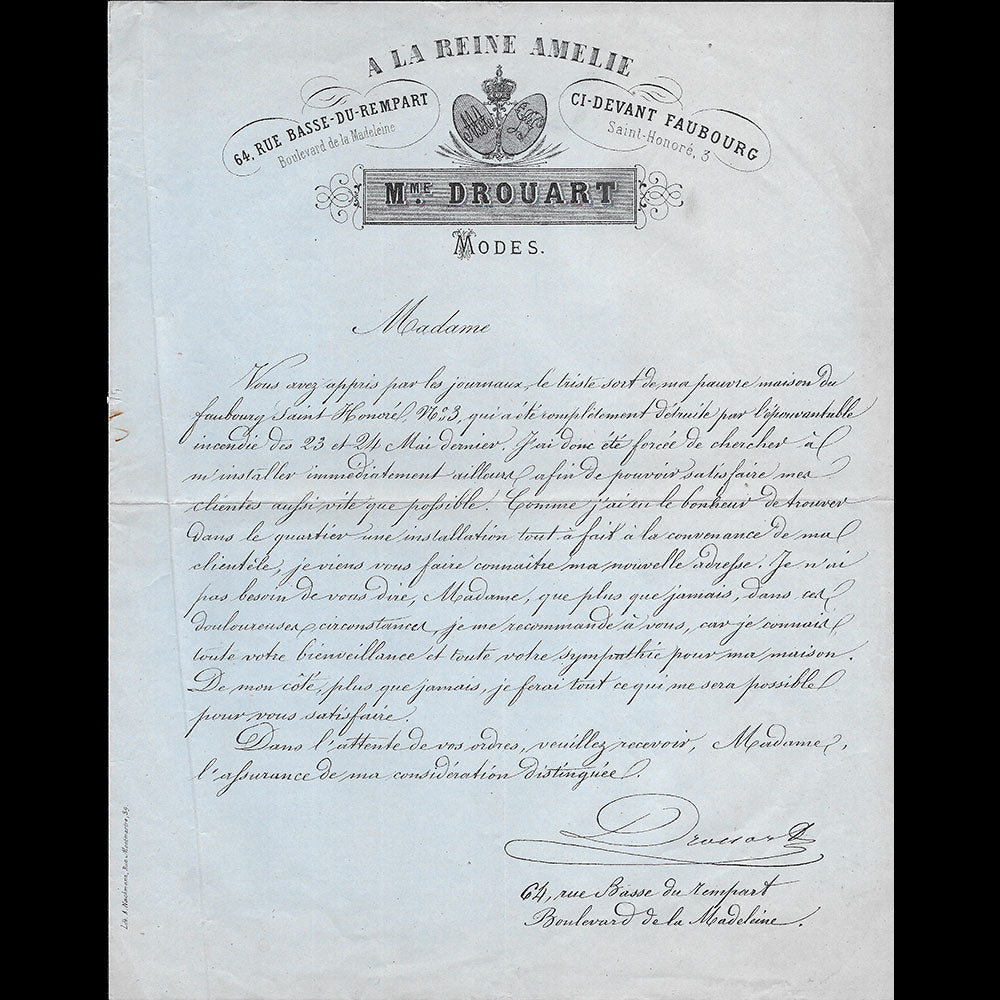 A LA REINE AMELIE
64, RUE BASSE-DU-REMPART
Boulevard de la Madeleine
CI-DEVANT FAUBOURG
Saint-Honoré, 3
MME. DROUART
MODES.
Madame
Vous avez appris par les journaux, le triste sort de ma pauvre maison du
faubourg Saint Honoré, No. 3, qui a été complètement détruite par l'épouvantable
incendie des 23 et 24 Mai dernier. J'ai donc été forcée de chercher à
m'installer immédiatement ailleurs afin de pouvoir satisfaire mes
clientes aussi vite que possible. Comme j'ai eu le bonheur de trouver
dans le quartier une installation tout à fait à la convenance de ma
clientèle, je viens vous faire connaître ma nouvelle adresse. Je n'ai
pas besoin de vous dire, Madame, que plus que jamais, dans ces
douloureuses circonstances, je me recommande à vous, car je connais
toute votre bienveillance et toute votre sympathie pour ma maison.
De mon côté, plus que jamais, je ferai tout ce qui me sera possible
pour vous satisfaire.
Dans l'attente de vos ordres, veuillez recevoir, Madame,
l'assurance de ma considération distinguée.
Drouart
64, rue Basse du rempart
Boulevard de la Madeleine.
Lith. Rue Montmartre, 59